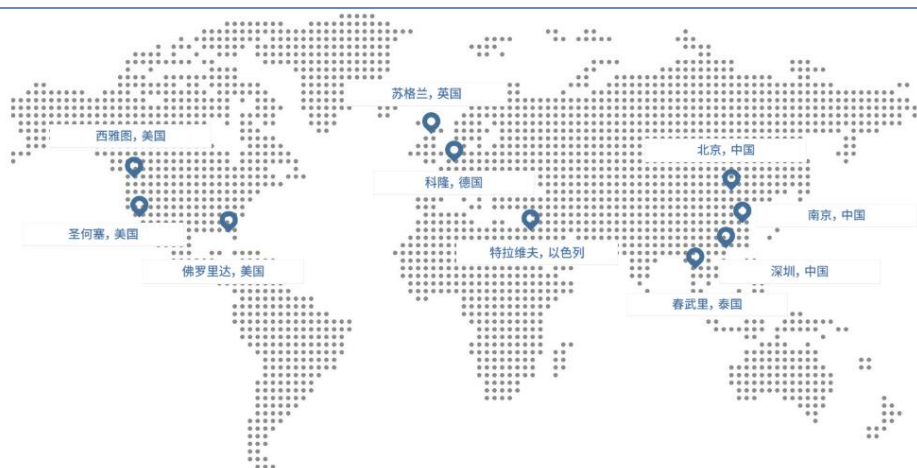 苏格兰，英国
西雅图，美国
北京，中国
科隆，德国
南京，中国
圣何塞，美国
特拉维夫，以色列
佛罗里达，美国
深圳，中国
春武里，泰国